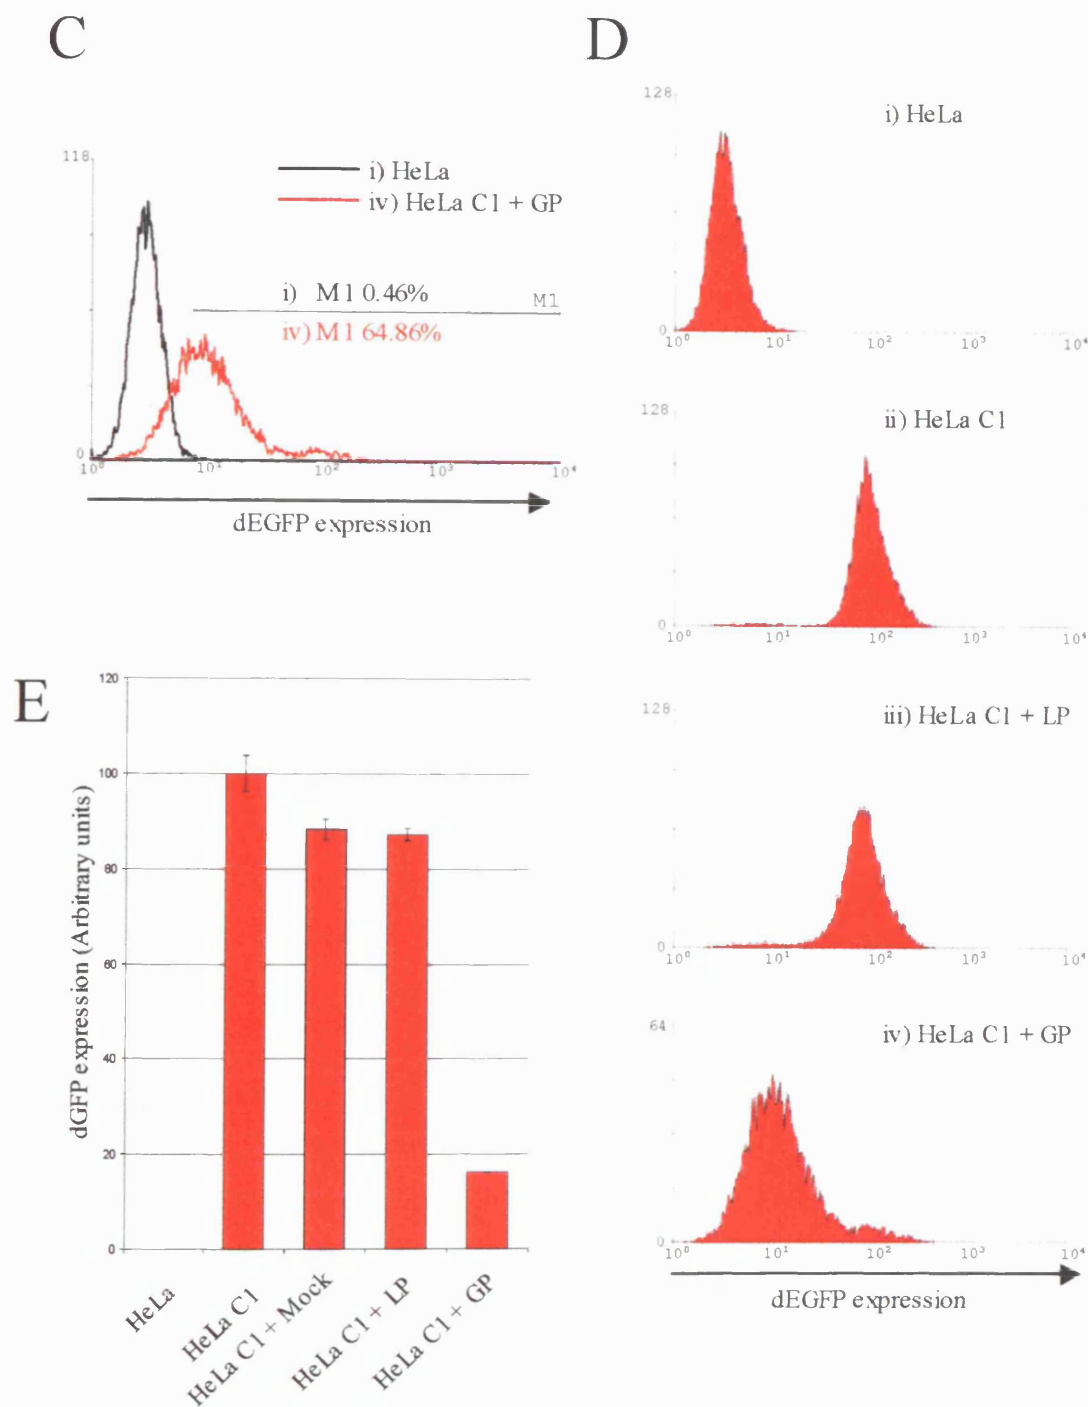 C
118
i) HeLa
iv) HeLa C1 + GP
i) M1 0.46%
M1
iv) M1 64.86%
0
10⁰ 10¹ 10² 10³ 10⁴
dEGFP expression
D
128
i) HeLa
0
10⁰ 10¹ 10² 10³ 10⁴
128
ii) HeLa C1
0
10⁰ 10¹ 10² 10³ 10⁴
128
iii) HeLa C1 + LP
0
10⁰ 10¹ 10² 10³ 10⁴
64
iv) HeLa C1 + GP
0
10⁰ 10¹ 10² 10³ 10⁴
dEGFP expression
E
dGFP expression (Arbitrary units)
120
100
80
60
40
20
0
HeLa
HeLa C1
HeLa C1 + Mock
HeLa C1 + LP
HeLa C1 + GP